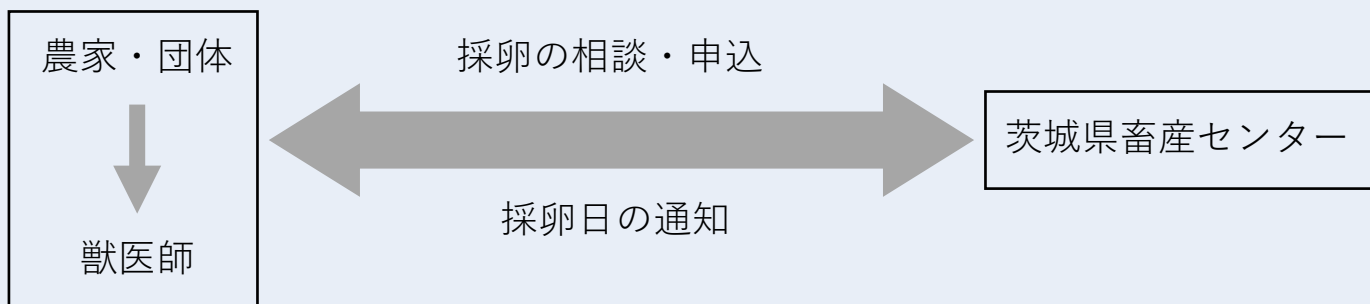 農家・団体
獣医師
採卵の相談・申込
採卵日の通知
茨城県畜産センター